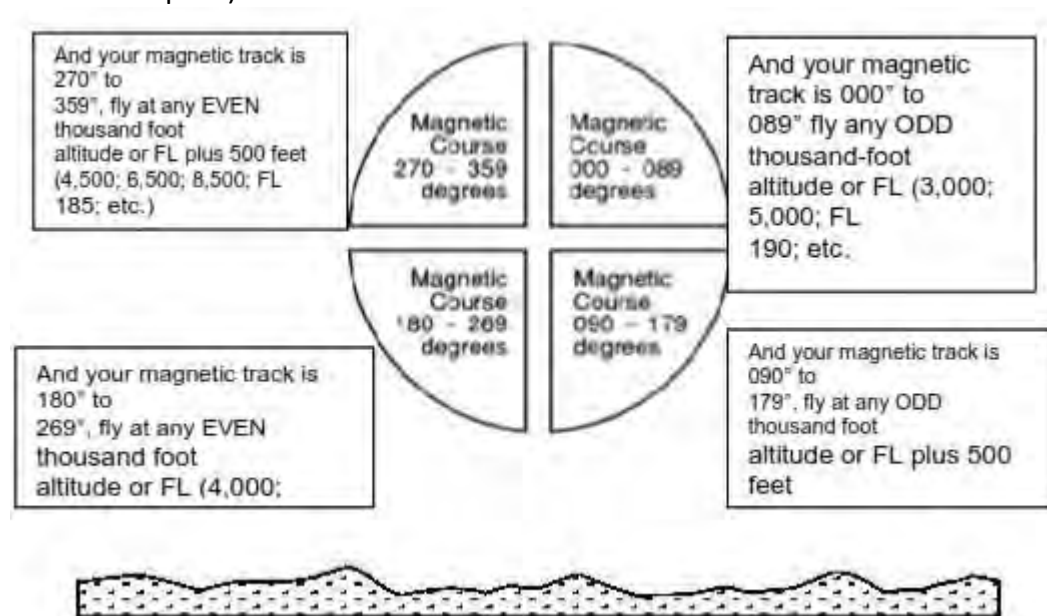 And your magnetic track is
270° to
359°, fly at any EVEN
thousand foot
altitude or FL plus 500 feet
(4,500; 6,500; 8,500; FL
185; etc.)
Magnetic
Course
270 - 359
degrees
Magnetic
Course
000 - 089
degrees
And your magnetic
track is 000° to
089° fly any ODD
thousand-foot
altitude or FL (3,000;
5,000; FL
190; etc.
And your magnetic track is
180° to
269°, fly at any EVEN
thousand foot
altitude or FL (4,000;
Magnetic
Course
180 - 269
degrees
Magnetic
Course
090 - 179
degrees
And your magnetic track is
090° to
179°, fly at any ODD
thousand foot
altitude or FL plus 500
feet